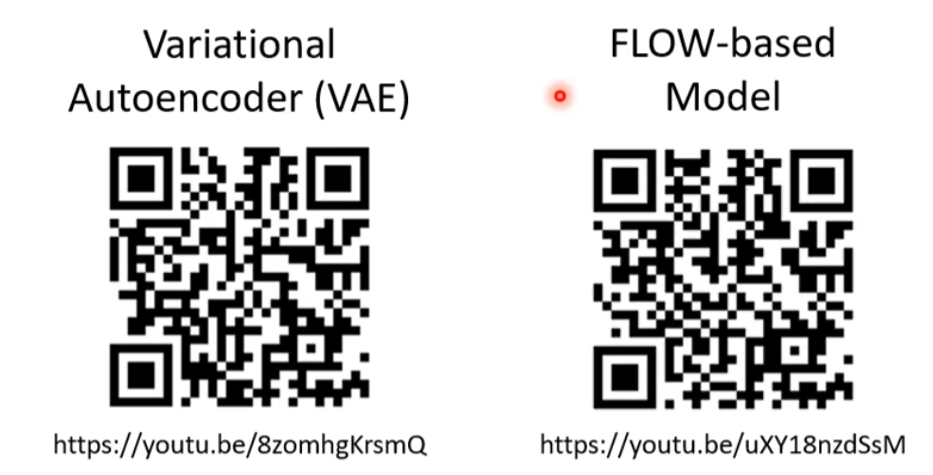 Variational
Autoencoder (VAE)
https://youtu.be/8zomhgKrsmQ
FLOW-based
Model
https://youtu.be/uXY18nzdSsM